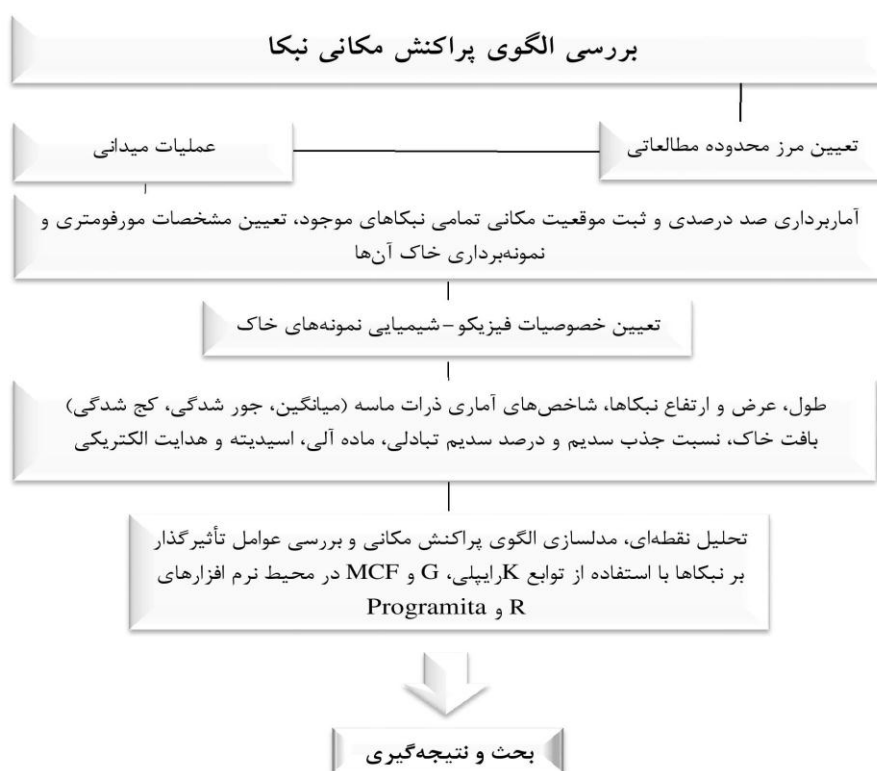 بررسی الگوی پراکنش مکانی نبکا
تعیین مرز محدوده مطالعاتی
عملیات میدانی
آماربرداری صد درصدی و ثبت موقعیت مکانی تمامی نبکاهای موجود، تعیین مشخصات مورفومتری و
نمونه‌برداری خاک آن‌ها
تعیین خصوصیات فیزیکو-شیمیایی نمونه‌های خاک
طول، عرض و ارتفاع نبکاها، شاخص‌های آماری ذرات ماسه (میانگین، جور شدگی، کج شدگی)
بافت خاک، نسبت جذب سدیم و درصد سدیم تبادلی، ماده آلی، اسیدیته و هدایت الکتریکی
تحلیل نقطه‌ای، مدلسازی الگوی پراکنش مکانی و بررسی عوامل تأثیرگذار
بر نبکاها با استفاده از توابع Kرایپلی، G و MCF در محیط نرم افزارهای
R و Programita
بحث و نتیجه‌گیری